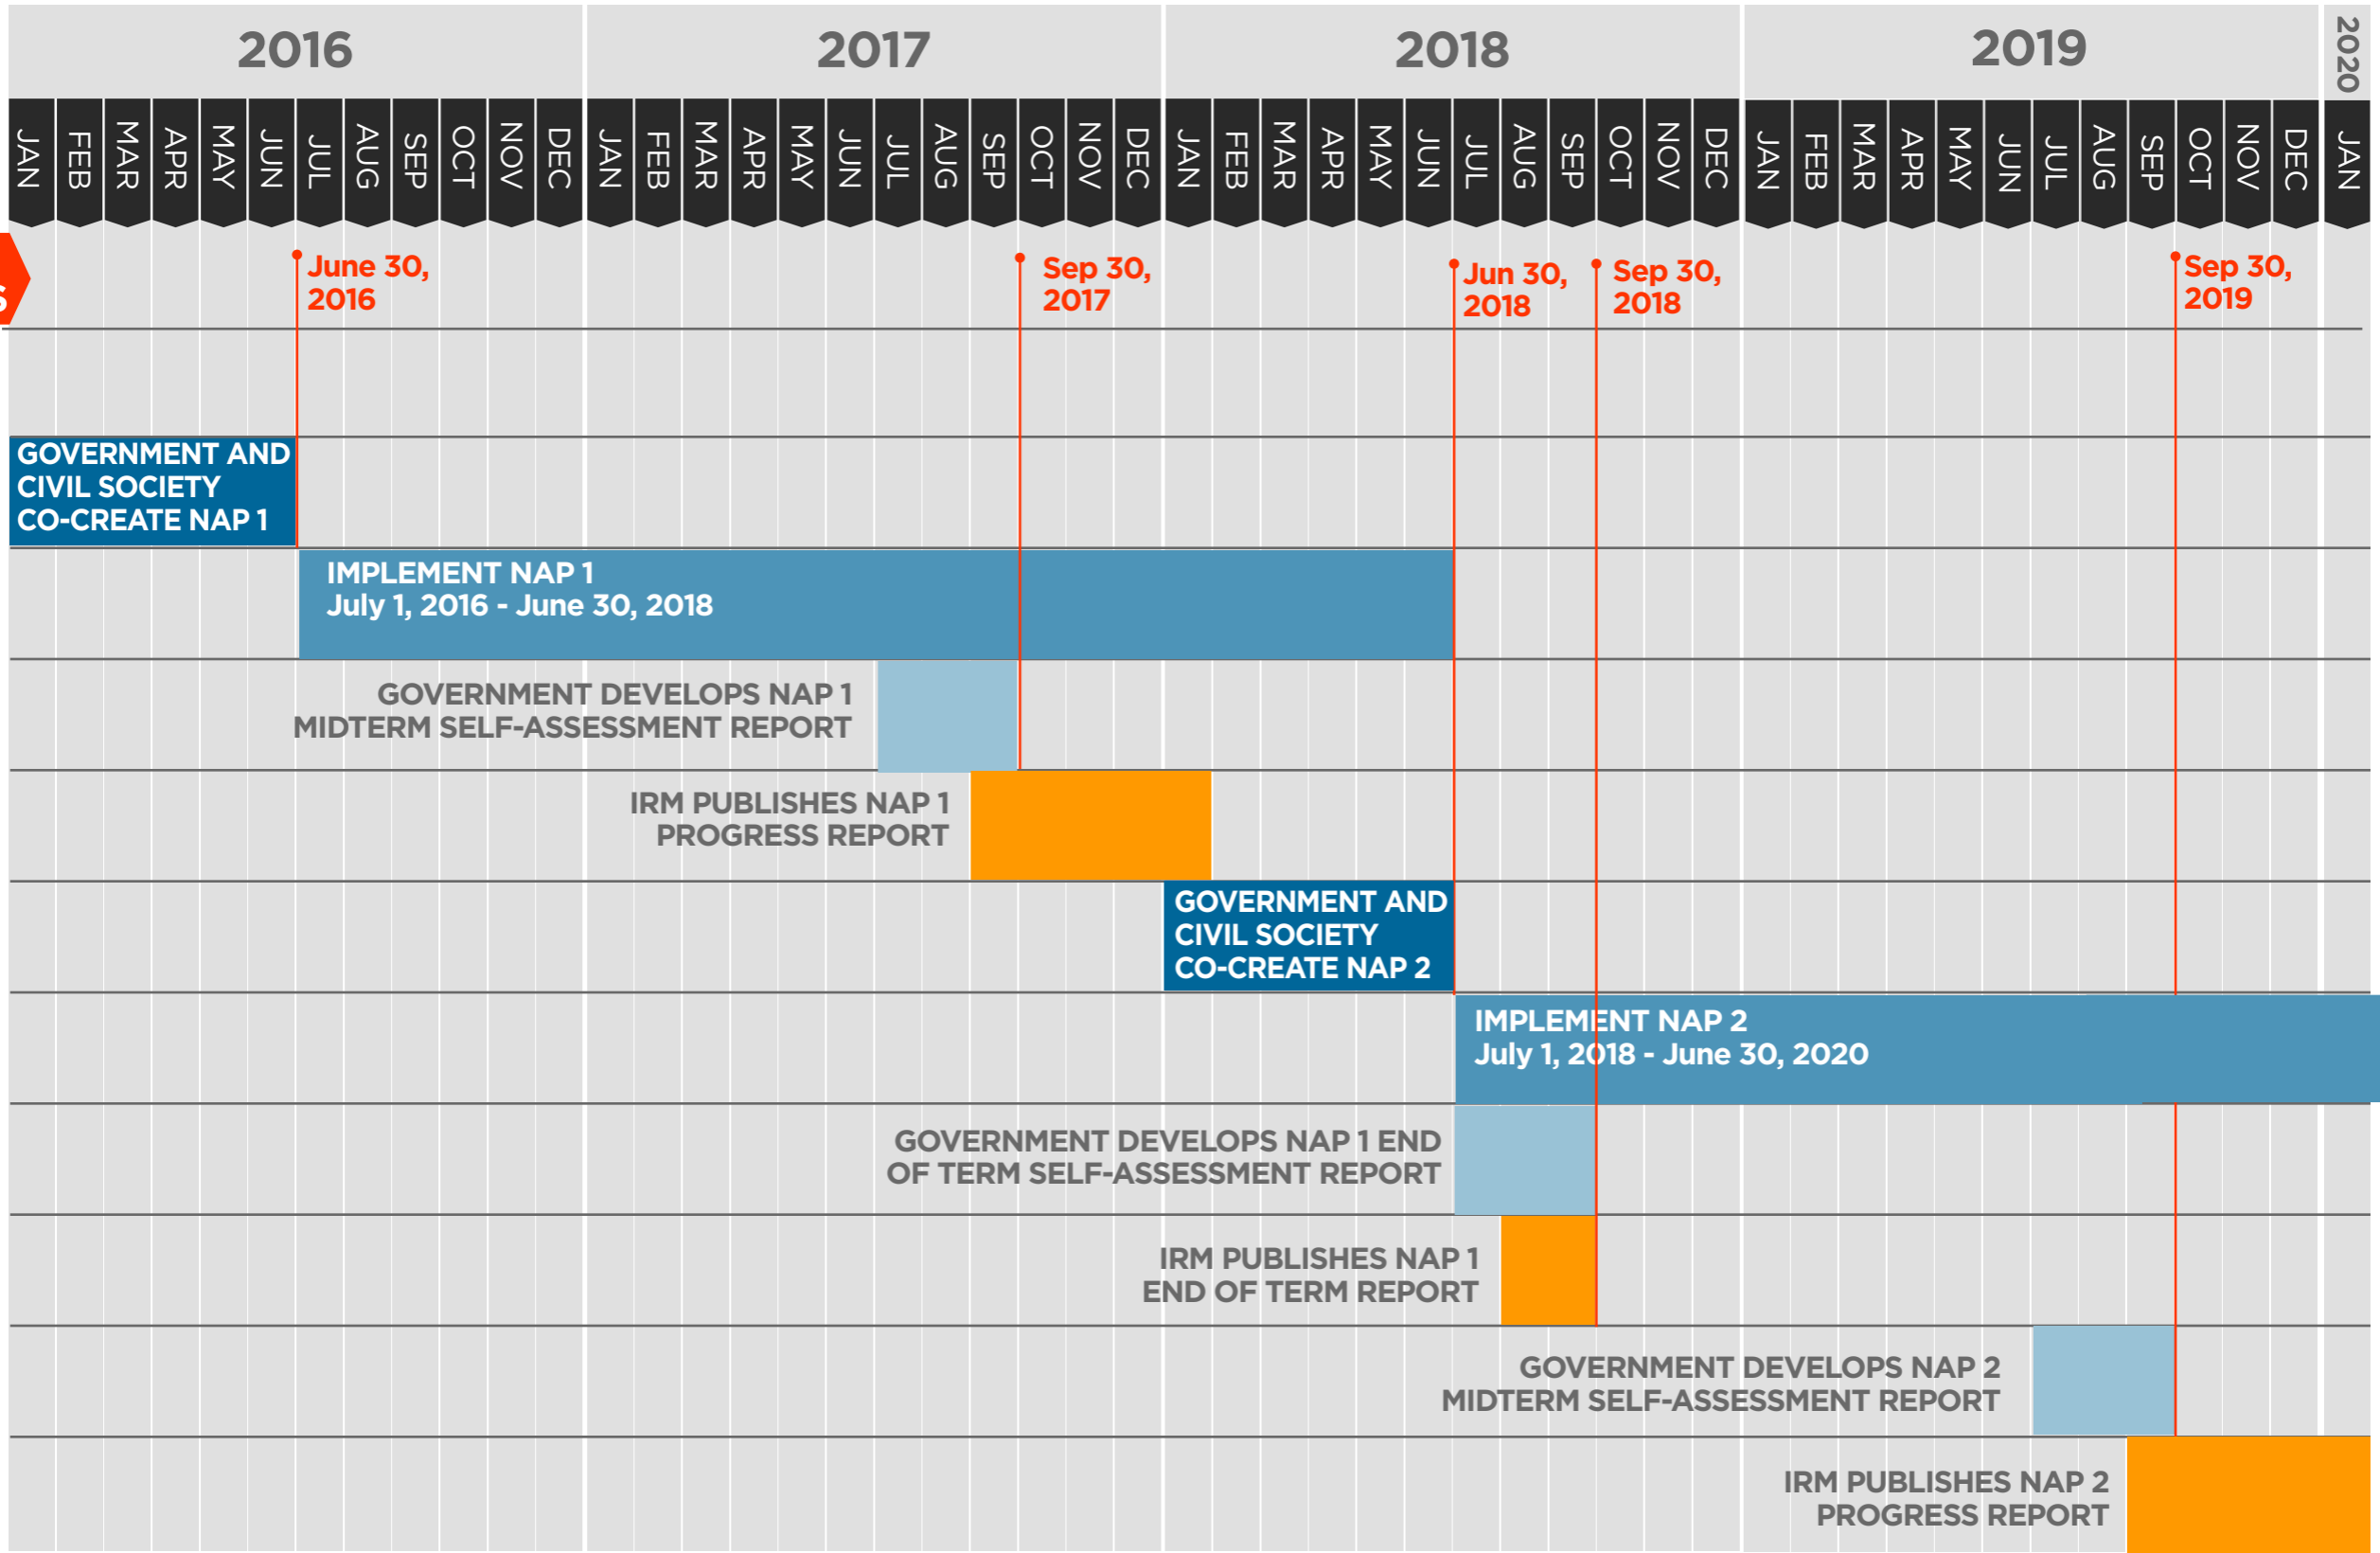 2016 2017 2018 2019 2020
JAN FEB MAR APR MAY JUN JUL AUG SEP OCT NOV DEC JAN FEB MAR APR MAY JUN JUL AUG SEP OCT NOV DEC JAN FEB MAR APR MAY JUN JUL AUG SEP OCT NOV DEC JAN FEB MAR APR MAY JUN JUL AUG SEP OCT NOV DEC JAN
June 30,
2016
Sep 30,
2017
Jun 30,
2018
Sep 30,
2018
Sep 30,
2019
GOVERNMENT AND
CIVIL SOCIETY
CO-CREATE NAP 1
IMPLEMENT NAP 1
July 1, 2016 - June 30, 2018
GOVERNMENT DEVELOPS NAP 1
MIDTERM SELF-ASSESSMENT REPORT
IRM PUBLISHES NAP 1
PROGRESS REPORT
GOVERNMENT AND
CIVIL SOCIETY
CO-CREATE NAP 2
IMPLEMENT NAP 2
July 1, 2018 - June 30, 2020
GOVERNMENT DEVELOPS NAP 1 END
OF TERM SELF-ASSESSMENT REPORT
IRM PUBLISHES NAP 1
END OF TERM REPORT
GOVERNMENT DEVELOPS NAP 2
MIDTERM SELF-ASSESSMENT REPORT
IRM PUBLISHES NAP 2
PROGRESS REPORT